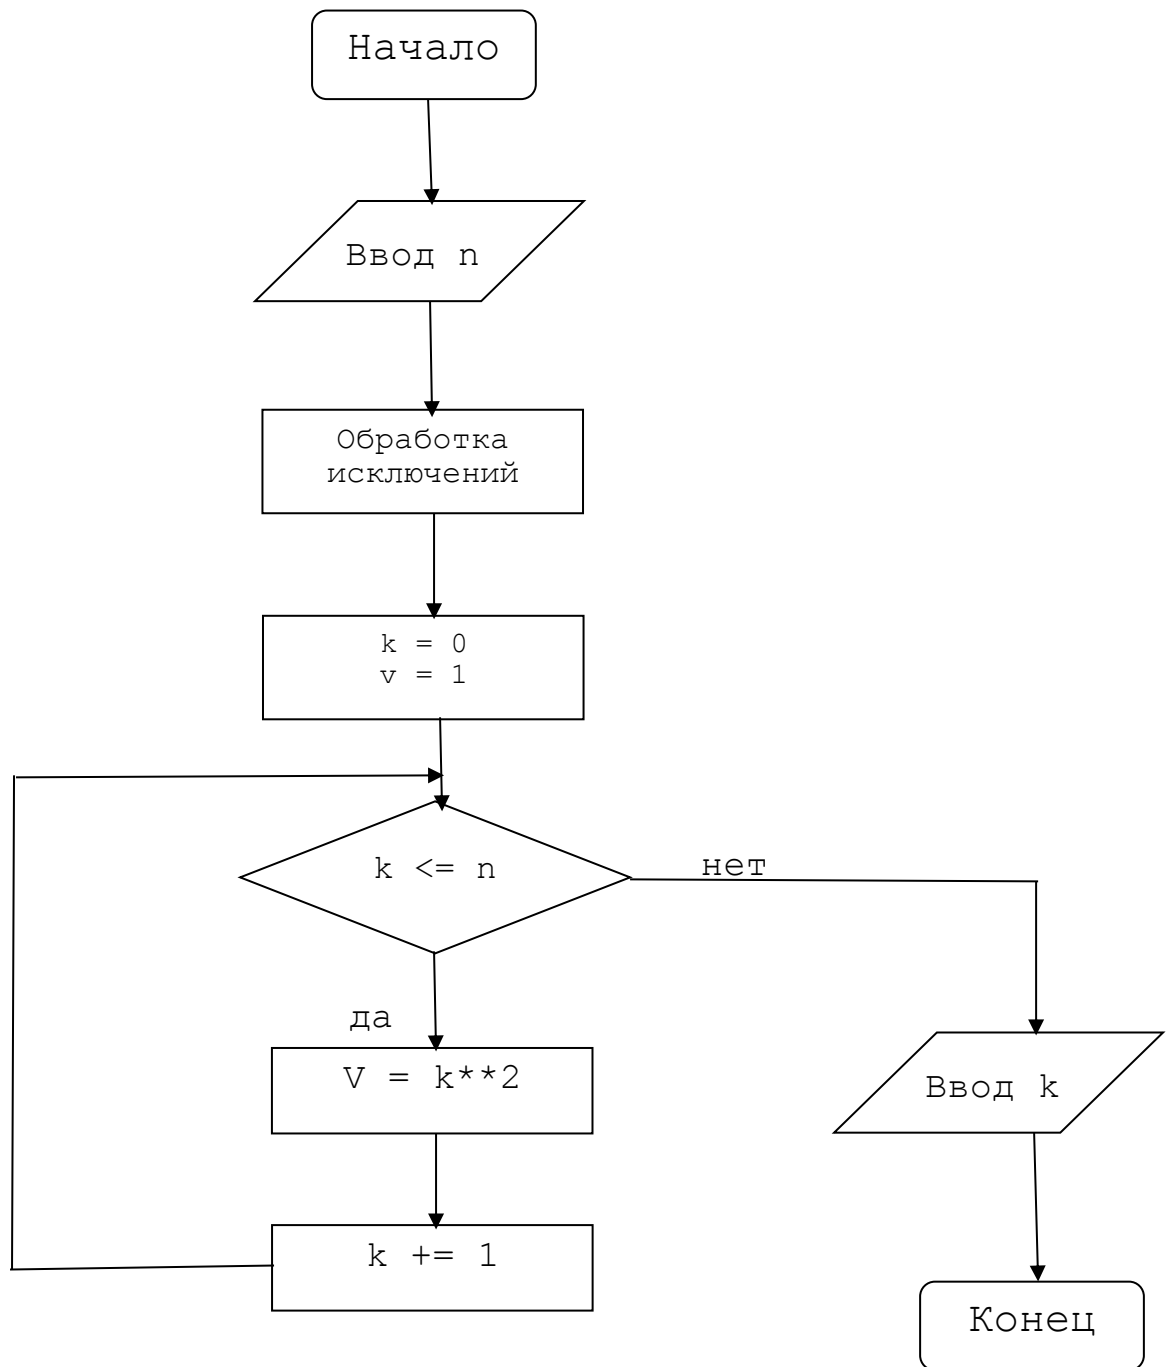 Начало
Ввод n
Обработка
исключений
k = 0
v = 1
k <= n
нет
да
V = k**2
Ввод k
k += 1
Конец